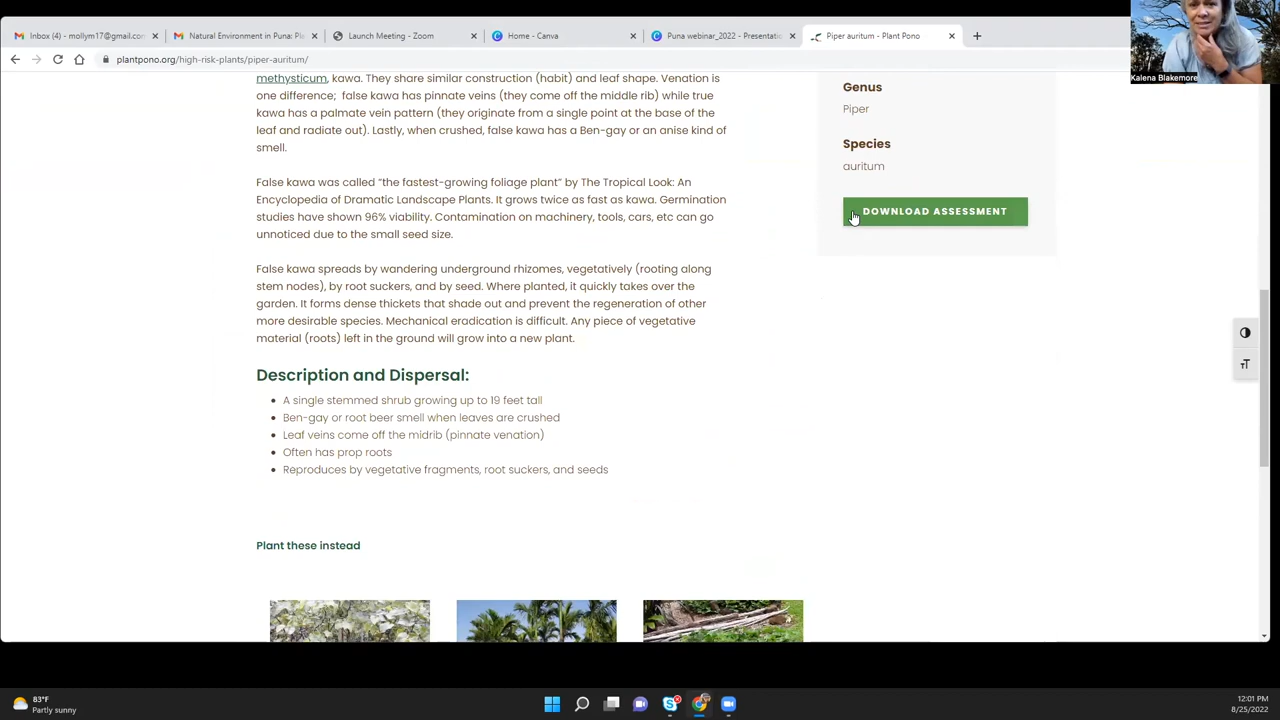 Inbox (4) - mollym17@gmail.co
Natural Environment in Puna: P
Launch Meeting - Zoom
Home - Canva
Puna webinar_2022 - Presentatio
Piper auritum - Plant Pono
plantpono.org/high-risk-plants/piper-auritum/
Kalena Blakemore
methysticum, kawa. They share similar construction (habit) and leaf shape. Venation is
one difference; false kawa has pinnate veins (they come off the middle rib) while true
kawa has a palmate vein pattern (they originate from a single point at the base of the
leaf and radiate out). Lastly, when crushed, false kawa has a Ben-gay or an anise kind of
smell.
False kawa was called “the fastest-growing foliage plant” by The Tropical Look: An
Encyclopedia of Dramatic Landscape Plants. It grows twice as fast as kawa. Germination
studies have shown 96% viability. Contamination on machinery, tools, cars, etc can go
unnoticed due to the small seed size.
False kawa spreads by wandering underground rhizomes, vegetatively (rooting along
stem nodes), by root suckers, and by seed. Where planted, it quickly takes over the
garden. It forms dense thickets that shade out and prevent the regeneration of other
more desirable species. Mechanical eradication is difficult. Any piece of vegetative
material (roots) left in the ground will grow into a new plant.
Description and Dispersal:
A single stemmed shrub growing up to 19 feet tall
Ben-gay or root beer smell when leaves are crushed
Leaf veins come off the midrib (pinnate venation)
Often has prop roots
Reproduces by vegetative fragments, root suckers, and seeds
Plant these instead
Genus
Piper
Species
auritum
DOWNLOAD ASSESSMENT
83°F
Partly sunny
12:01 PM
8/25/2022